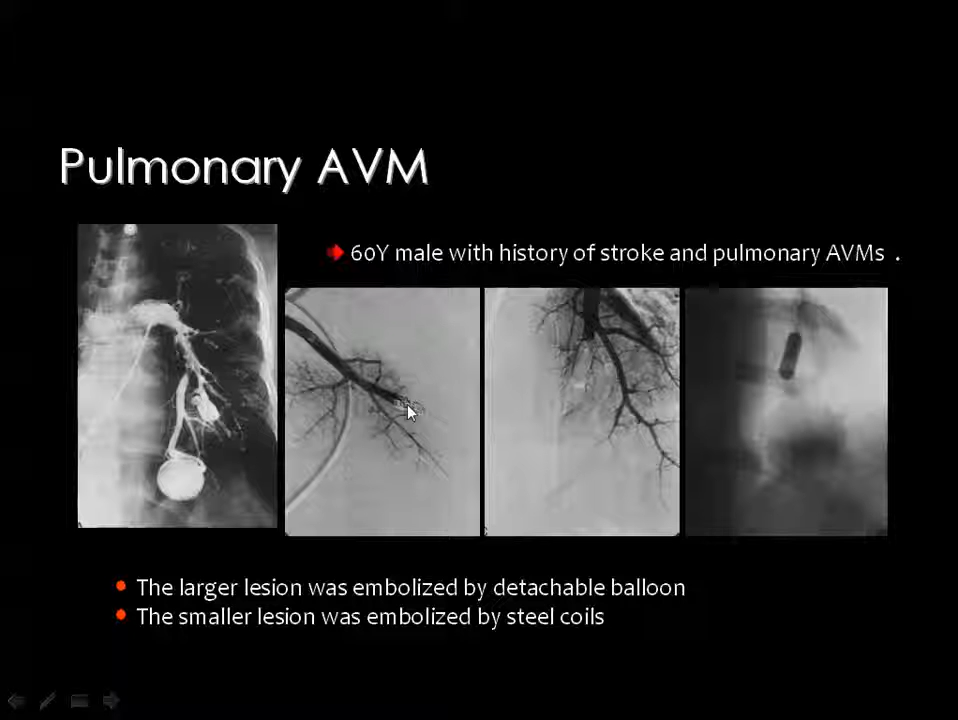 Pulmonary AVM
60Y male with history of stroke and pulmonary AVMs .
The larger lesion was embolized by detachable balloon
The smaller lesion was embolized by steel coils